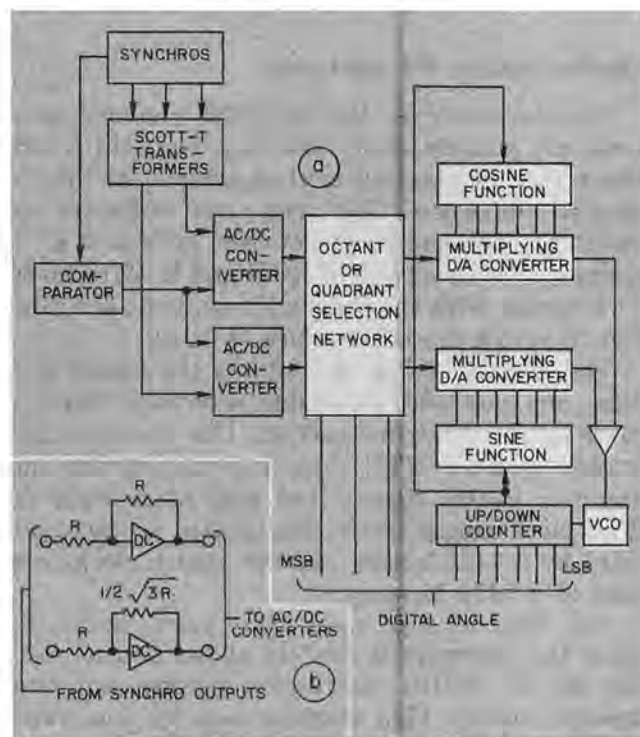 SYNCHROS
SCOTT-T
TRANS-
FORMERS
a
COM-
PARATOR
AC/DC
CON-
VERTER
AC/DC
CON-
VERTER
OCTANT
OR
QUADRANT
SELECTION
NETWORK
COSINE
FUNCTION
MULTIPLYING
D/A CONVERTER
MULTIPLYING
D/A CONVERTER
SINE
FUNCTION
UP/DOWN
COUNTER
VCO
MSB
LSB
DIGITAL ANGLE
R
R
DC
1/2 √3R
R
DC
TO AC/DC
CONVERTERS
FROM SYNCHRO OUTPUTS
b